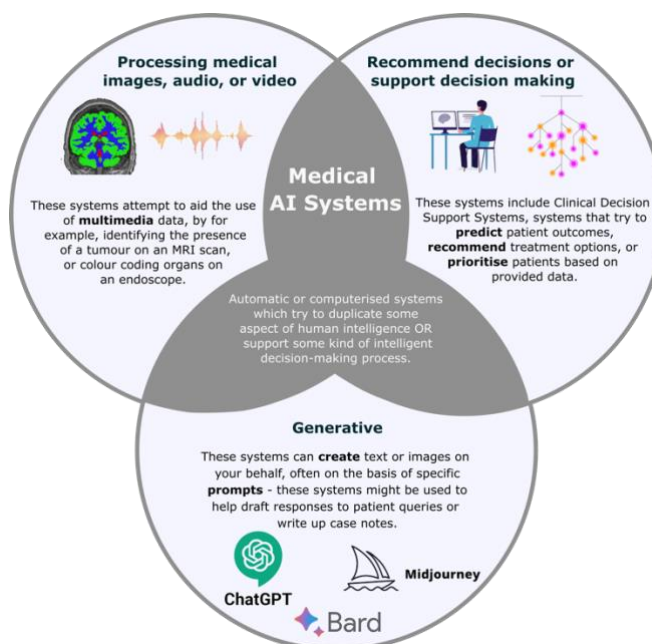 Processing medical
images, audio, or video
These systems attempt to aid the use
of multimedia data, by for
example, identifying the presence
of a tumour on an MRI scan,
or colour coding organs on
an endoscope.
Recommend decisions or
support decision making
These systems include Clinical Decision
Support Systems, systems that try to
predict patient outcomes,
recommend treatment options, or
prioritise patients based on
provided data.
Medical
AI Systems
Automatic or computerised systems
which try to duplicate some
aspect of human intelligence OR
support some kind of intelligent
decision-making process.
Generative
These systems can create text or images on
your behalf, often on the basis of specific
prompts - these systems might be used to
help draft responses to patient queries or
write up case notes.
ChatGPT
Midjourney
Bard